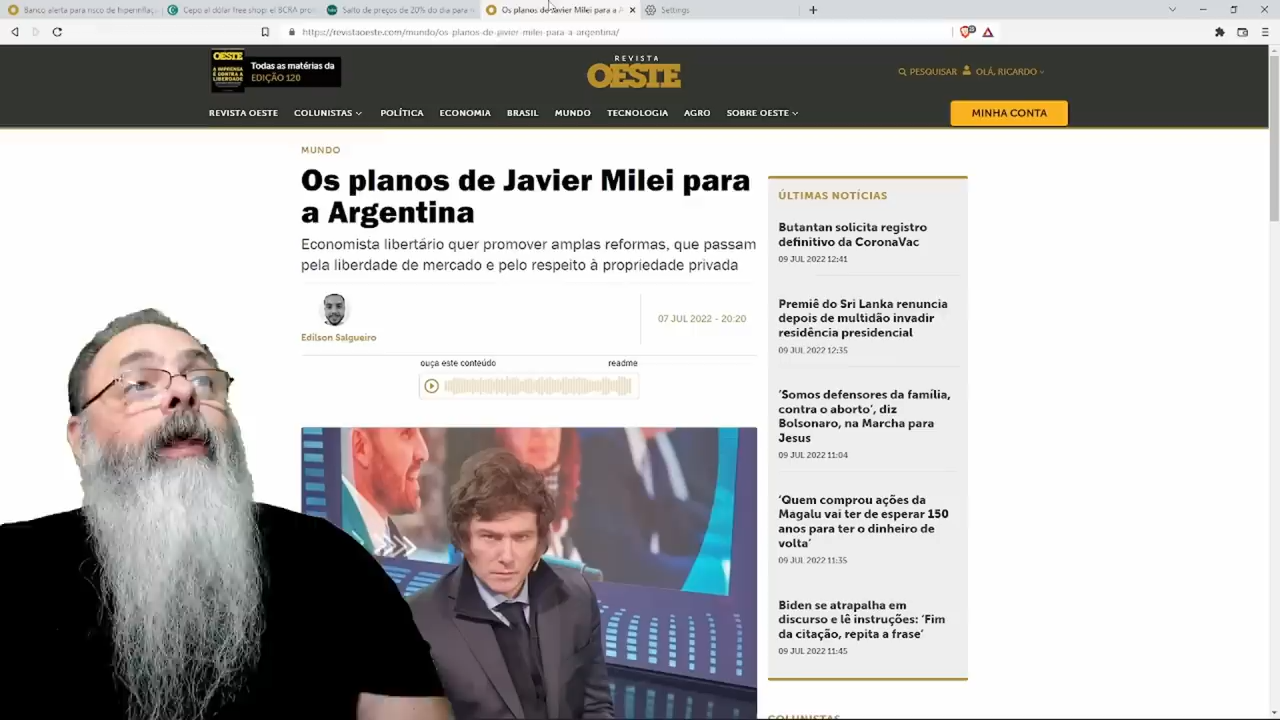 Banco alerta para risco de hiperinflaç
Cepo al dólar free shop| el BCRA pro
Salto de preços de 20% do dia para
Os planos de Javier Milei para a A
Settings
https://revistaoeste.com/mundo/os-planos-de-javier-milei-para-a-argentina/
OESTE
Todas as matérias da
EDIÇÃO 120
REVISTA
OESTE
PESQUISAR OLÁ, RICARDO
REVISTA OESTE COLUNISTAS POLÍTICA ECONOMIA BRASIL MUNDO TECNOLOGIA AGRO SOBRE OESTE MINHA CONTA
MUNDO
Os planos de Javier Milei para
a Argentina
Economista libertário quer promover amplas reformas, que passam
pela liberdade de mercado e pelo respeito à propriedade privada
Edilson Salgueiro
07 JUL 2022 - 20:20
ouça este conteúdo readme
ÚLTIMAS NOTÍCIAS
Butantan solicita registro
definitivo da CoronaVac
09 JUL 2022 12:41
Premiê do Sri Lanka renuncia
depois de multidão invadir
residência presidencial
09 JUL 2022 12:35
‘Somos defensores da família,
contra o aborto’, diz
Bolsonaro, na Marcha para
Jesus
09 JUL 2022 11:04
‘Quem comprou ações da
Magalu vai ter de esperar 150
anos para ter o dinheiro de
volta’
09 JUL 2022 11:35
Biden se atrapalha em
discurso e lê instruções: ‘Fim
da citação, repita a frase’
09 JUL 2022 11:45
COLUNISTAS